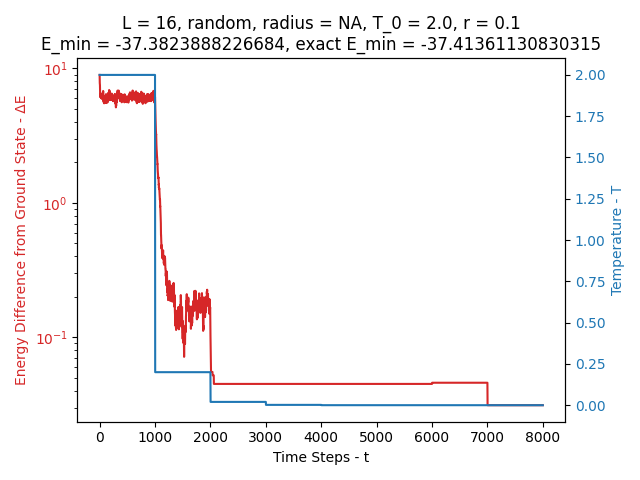 L = 16, random, radius = NA, T_0 = 2.0, r = 0.1
E_min = -37.3823888226684, exact E_min = -37.41361130830315
Energy Difference from Ground State - ΔE
10¹
10⁰
10⁻¹
0 1000 2000 3000 4000 5000 6000 7000 8000
Time Steps - t
2.00
1.75
1.50
1.25
1.00
0.75
0.50
0.25
0.00
Temperature - T